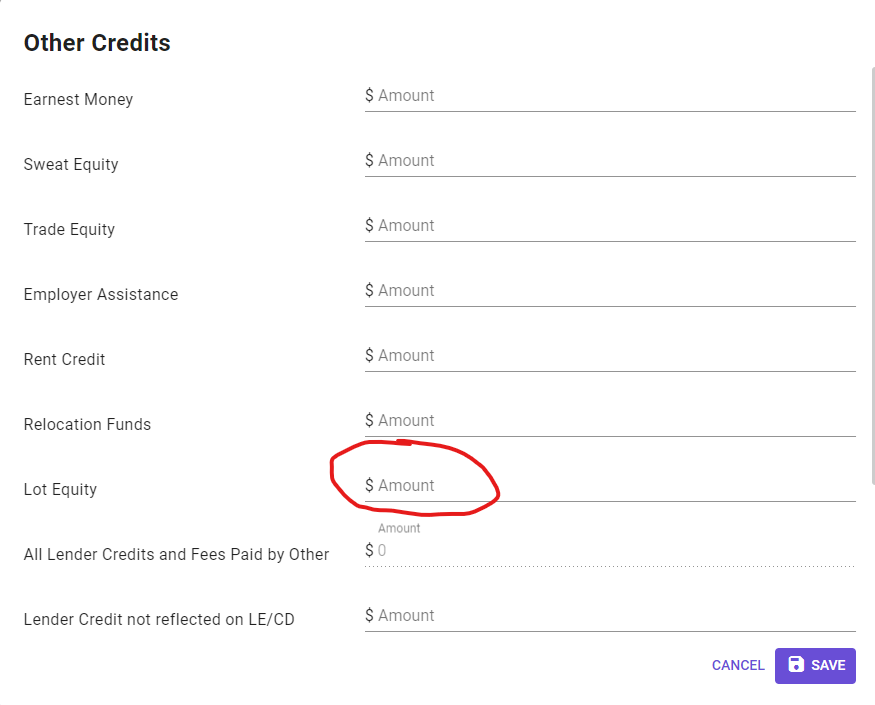 Other Credits
Earnest Money $ Amount
Sweat Equity $ Amount
Trade Equity $ Amount
Employer Assistance $ Amount
Rent Credit $ Amount
Relocation Funds $ Amount
Lot Equity $ Amount
Amount
All Lender Credits and Fees Paid by Other $ 0
Lender Credit not reflected on LE/CD $ Amount
CANCEL SAVE